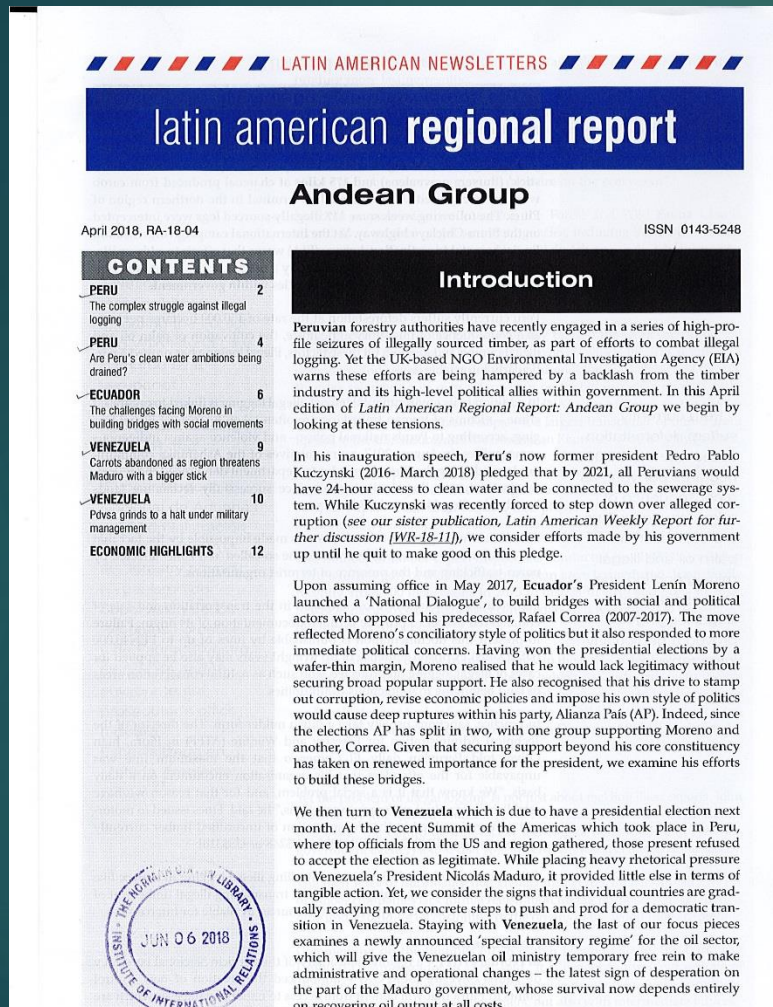 LATIN AMERICAN NEWSLETTERS
latin american regional report
Andean Group
April 2018, RA-18-04
ISSN 0143-5248
CONTENTS
PERU 2
The complex struggle against illegal
logging
PERU 4
Are Peru's clean water ambitions being
drained?
ECUADOR 6
The challenges facing Moreno in
building bridges with social movements
VENEZUELA 9
Carrots abandoned as region threatens
Maduro with a bigger stick
VENEZUELA 10
Pdvsa grinds to a halt under military
management
ECONOMIC HIGHLIGHTS 12
Introduction
Peruvian forestry authorities have recently engaged in a series of high-pro-
file seizures of illegally sourced timber, as part of efforts to combat illegal
logging. Yet the UK-based NGO Environmental Investigation Agency (EIA)
warns these efforts are being hampered by a backlash from the timber
industry and its high-level political allies within government. In this April
edition of Latin American Regional Report: Andean Group we begin by
looking at these tensions.
In his inauguration speech, Peru's now former president Pedro Pablo
Kuczynski (2016- March 2018) pledged that by 2021, all Peruvians would
have 24-hour access to clean water and be connected to the sewerage sys-
tem. While Kuczynski was recently forced to step down over alleged cor-
ruption (see our sister publication, Latin American Weekly Report for fur-
ther discussion [WR-18-11]), we consider efforts made by his government
up until he quit to make good on this pledge.
Upon assuming office in May 2017, Ecuador's President Lenín Moreno
launched a 'National Dialogue', to build bridges with social and political
actors who opposed his predecessor, Rafael Correa (2007-2017). The move
reflected Moreno's conciliatory style of politics but it also responded to more
immediate political concerns. Having won the presidential elections by a
wafer-thin margin, Moreno realised that he would lack legitimacy without
securing broad popular support. He also recognised that his drive to stamp
out corruption, revise economic policies and impose his own style of politics
would cause deep ruptures within his party, Alianza País (AP). Indeed, since
the elections AP has split in two, with one group supporting Moreno and
another, Correa. Given that securing support beyond his core constituency
has taken on renewed importance for the president, we examine his efforts
to build these bridges.
We then turn to Venezuela which is due to have a presidential election next
month. At the recent Summit of the Americas which took place in Peru,
where top officials from the US and region gathered, those present refused
to accept the election as legitimate. While placing heavy rhetorical pressure
on Venezuela's President Nicolás Maduro, it provided little else in terms of
tangible action. Yet, we consider the signs that individual countries are grad-
ually readying more concrete steps to push and prod for a democratic tran-
sition in Venezuela. Staying with Venezuela, the last of our focus pieces
examines a newly announced 'special transitory regime' for the oil sector,
which will give the Venezuelan oil ministry temporary free rein to make
administrative and operational changes – the latest sign of desperation on
the part of the Maduro government, whose survival now depends entirely
on recovering oil output at all costs.
THE NORMAN LIBRARY
JUN 06 2018
INSTITUTE OF INTERNATIONAL RELATIONS